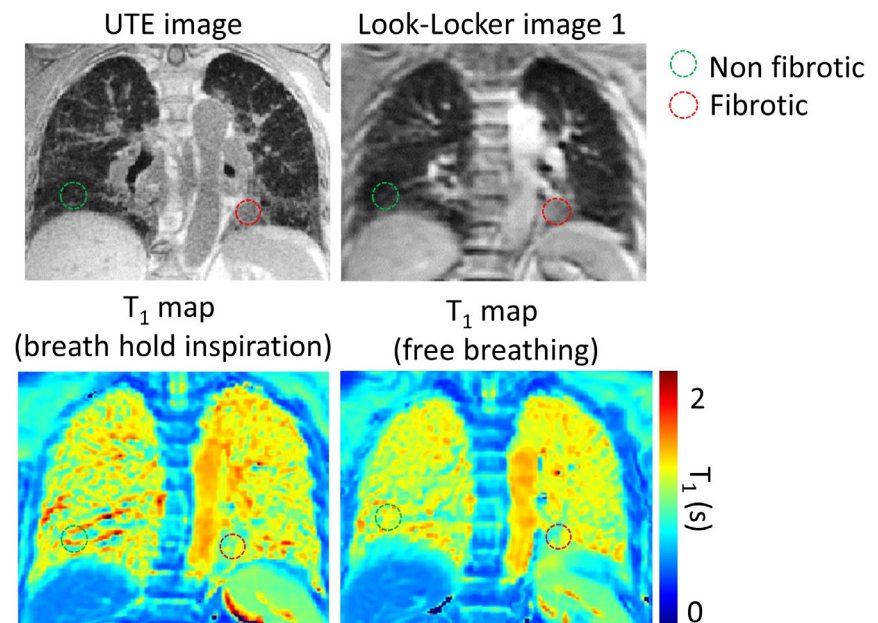 UTE image
Look-Locker image 1
Non fibrotic
Fibrotic
T₁ map
(breath hold inspiration)
T₁ map
(free breathing)
2
T₁ (s)
0